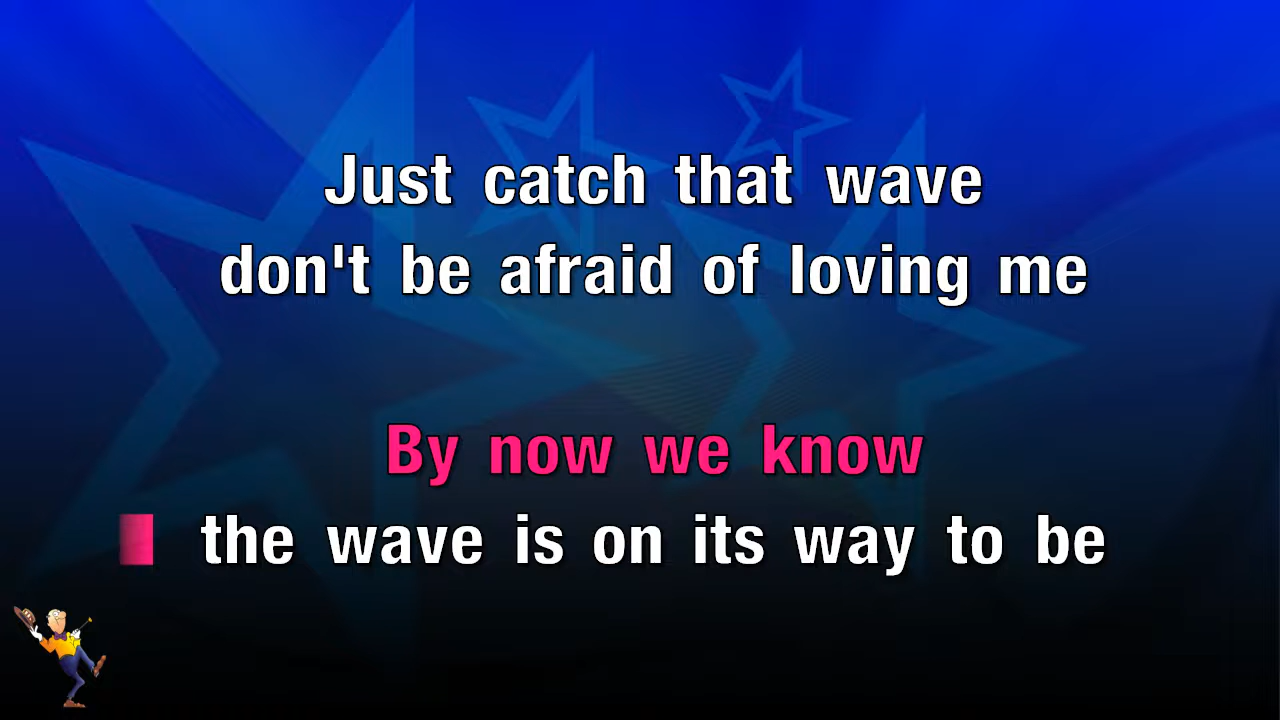 Just catch that wave
don't be afraid of loving me
By now we know
the wave is on its way to be